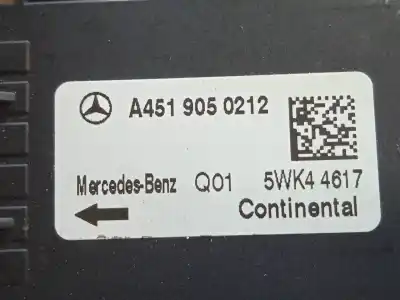 A451 905 0212
Mercedes-Benz Q01 5WK4 4617
Continental